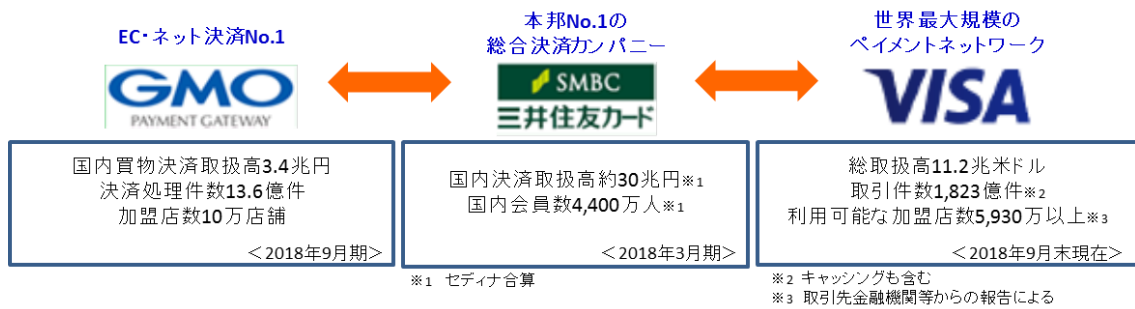 EC・ネット決済No.1
GMO
PAYMENT GATEWAY
国内買物決済取扱高3.4兆円
決済処理件数13.6億件
加盟店数10万店舗
＜2018年9月期＞
本邦No.1の
総合決済カンパニー
SMBC
三井住友カード
国内決済取扱高約30兆円※1
国内会員数4,400万人※1
＜2018年3月期＞
※1 セディナ合算
世界最大規模の
ペイメントネットワーク
VISA
総取扱高11.2兆米ドル
取引件数1,823億件※2
利用可能な加盟店数5,930万以上※3
＜2018年9月末現在＞
※2 キャッシングも含む
※3 取引先金融機関等からの報告による